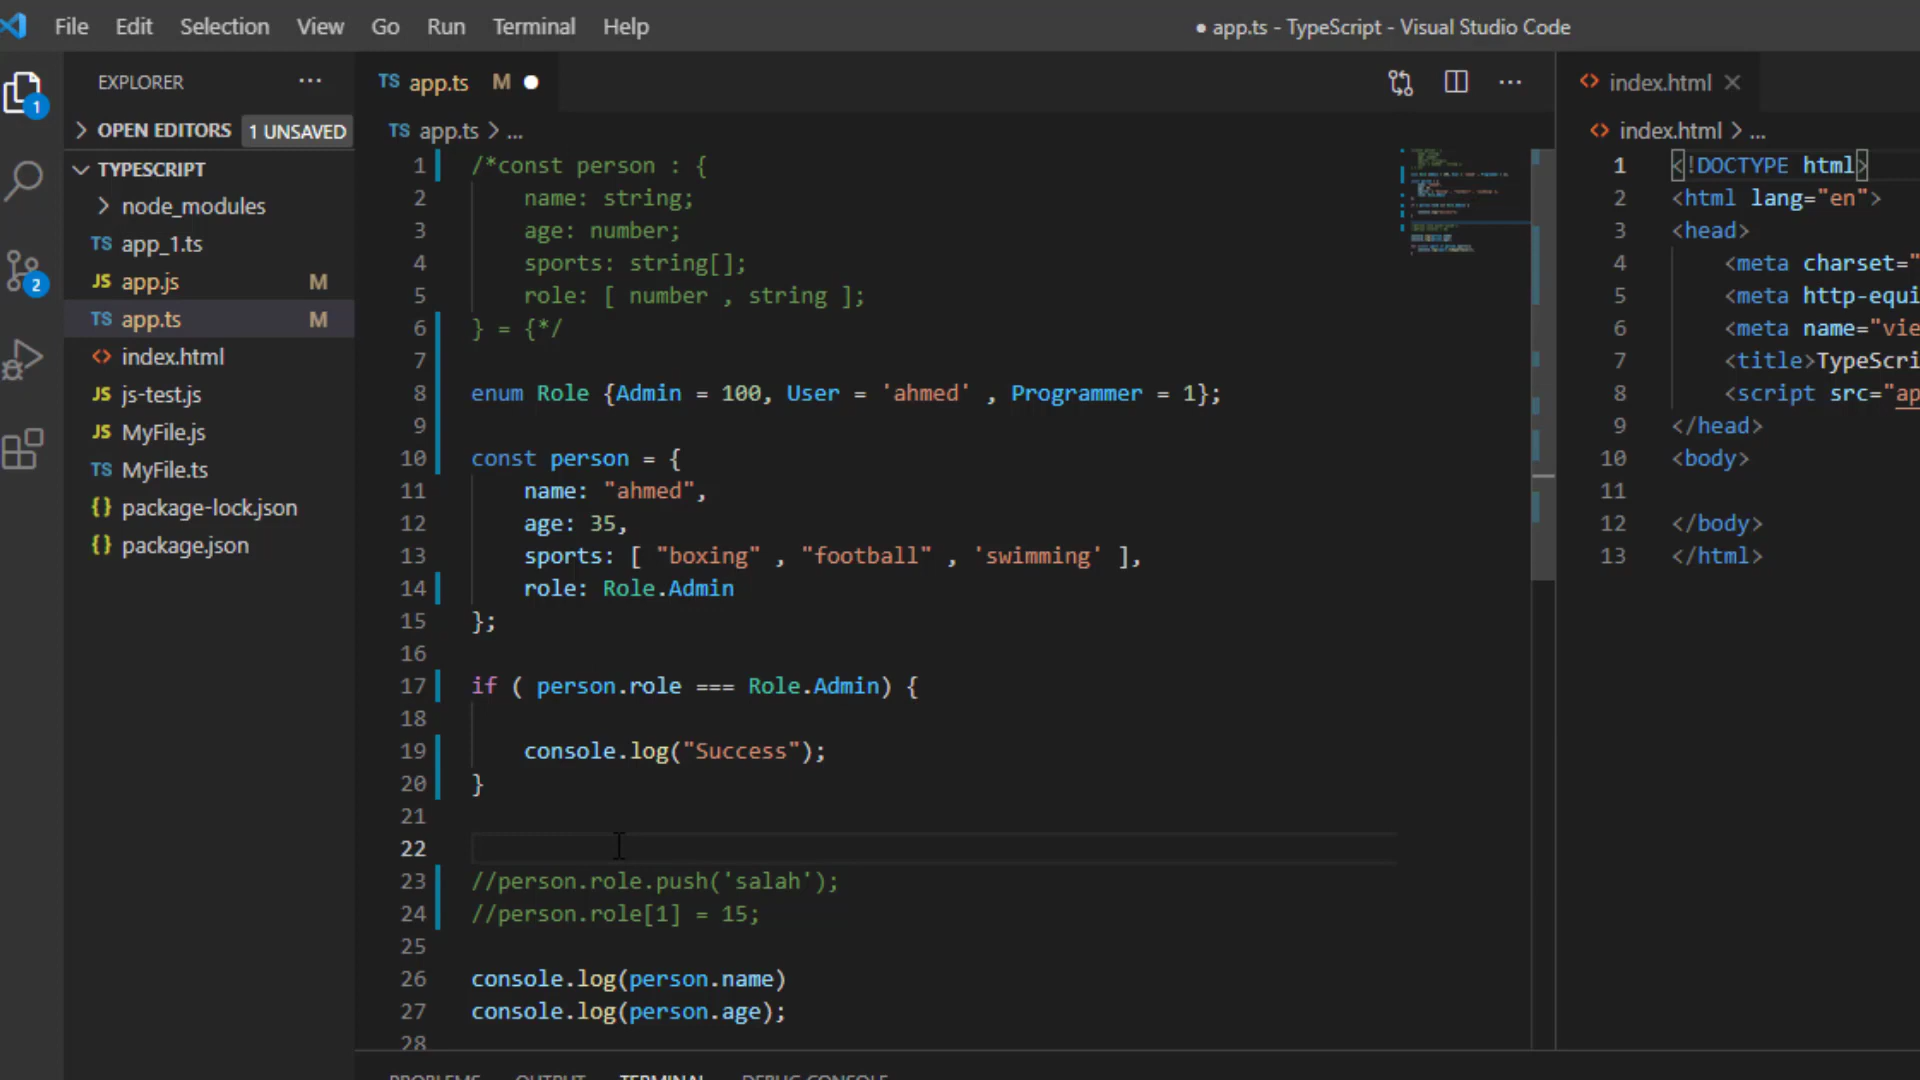 File Edit Selection View Go Run Terminal Help
● app.ts - TypeScript - Visual Studio Code
EXPLORER ...
OPEN EDITORS 1 UNSAVED
TYPESCRIPT
node_modules
TS app_1.ts
JS app.js M
TS app.ts M
<> index.html
JS js-test.js
JS MyFile.js
TS MyFile.ts
{} package-lock.json
{} package.json
1
2
TS app.ts M ●
TS app.ts > ...
1 /*const person : {
2 name: string;
3 age: number;
4 sports: string[];
5 role: [ number , string ];
6 } = {*/
7
8 enum Role {Admin = 100, User = 'ahmed' , Programmer = 1};
9
10 const person = {
11 name: "ahmed",
12 age: 35,
13 sports: [ "boxing" , "football" , 'swimming' ],
14 role: Role.Admin
15 };
16
17 if ( person.role === Role.Admin) {
18
19 console.log("Success");
20 }
21
22
23 //person.role.push('salah');
24 //person.role[1] = 15;
25
26 console.log(person.name)
27 console.log(person.age);
28
<> index.html ×
<> index.html > ...
1 <!DOCTYPE html>
2 <html lang="en">
3 <head>
4 <meta charset="
5 <meta http-equi
6 <meta name="vie
7 <title>TypeScri
8 <script src="ap
9 </head>
10 <body>
11
12 </body>
13 </html>
PROBLEMS OUTPUT TERMINAL DEBUG CONSOLE